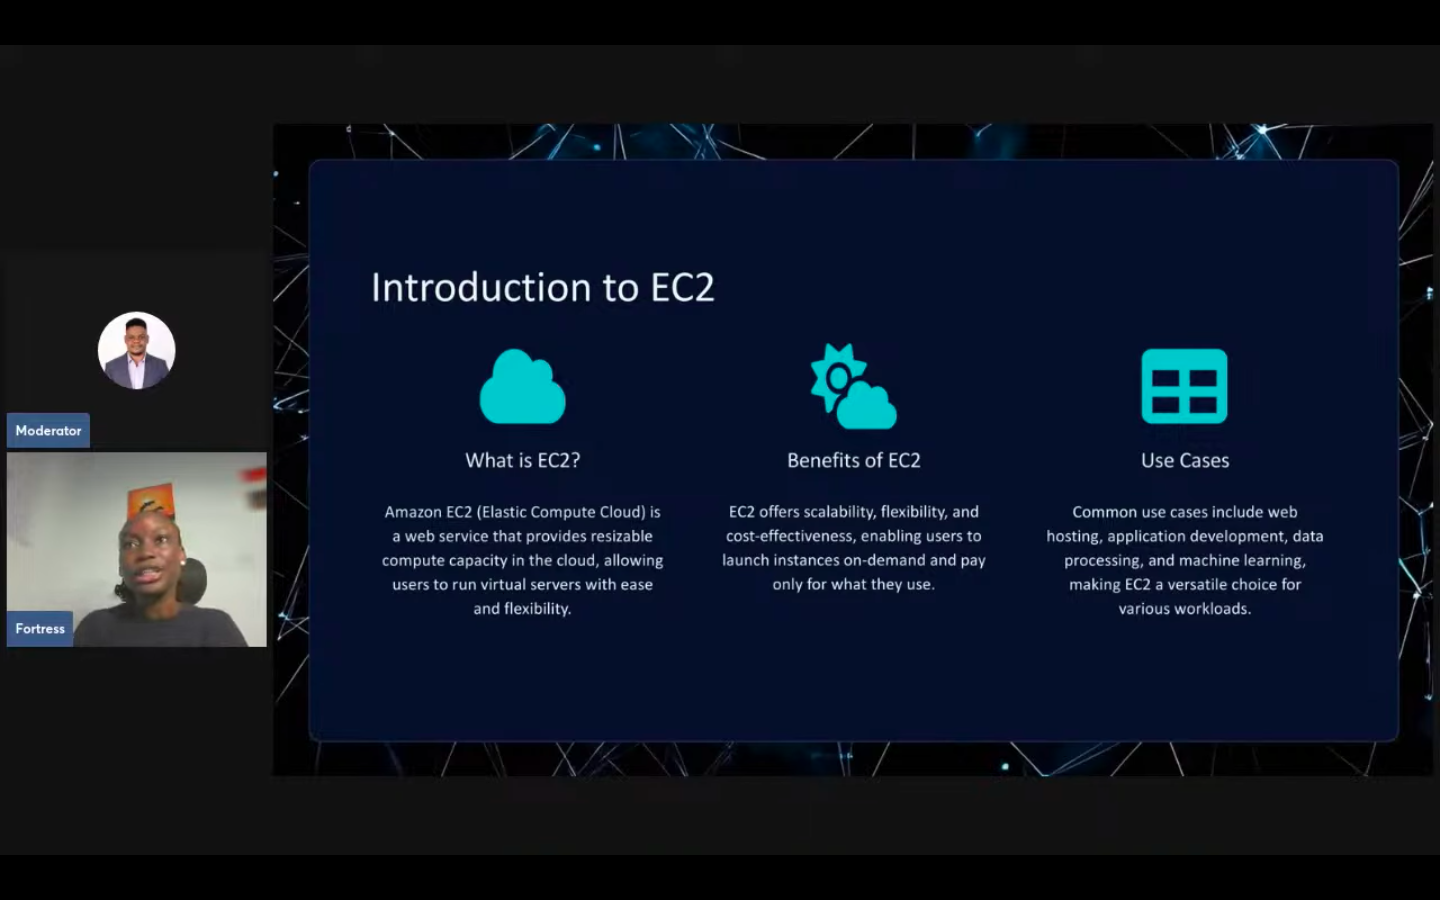 Introduction to EC2
What is EC2?
Amazon EC2 (Elastic Compute Cloud) is
a web service that provides resizable
compute capacity in the cloud, allowing
users to run virtual servers with ease
and flexibility.
Benefits of EC2
EC2 offers scalability, flexibility, and
cost-effectiveness, enabling users to
launch instances on-demand and pay
only for what they use.
Use Cases
Common use cases include web
hosting, application development, data
processing, and machine learning,
making EC2 a versatile choice for
various workloads.
Moderator
Fortress